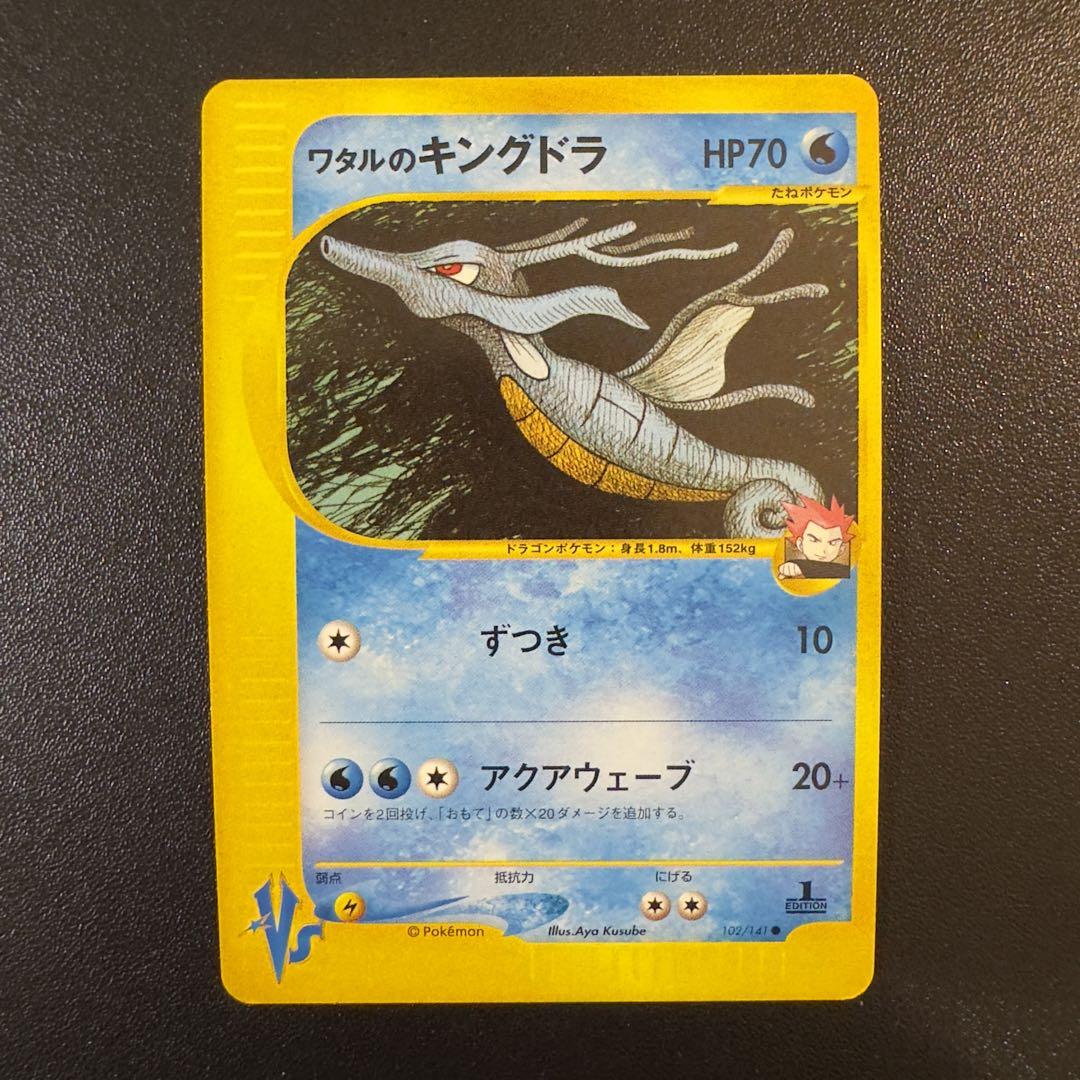 ワタルのキングドラ HP70
たねポケモン
ドラゴンポケモン：身長1.8m、体重152kg
ずつき 10
アクアウェーブ 20+
コインを2回投げ、「おもて」の数×20ダメージを追加する。
弱点 抵抗力 にげる
1
EDITION
VS
©Pokémon Illus.Aya Kusube 102/141●